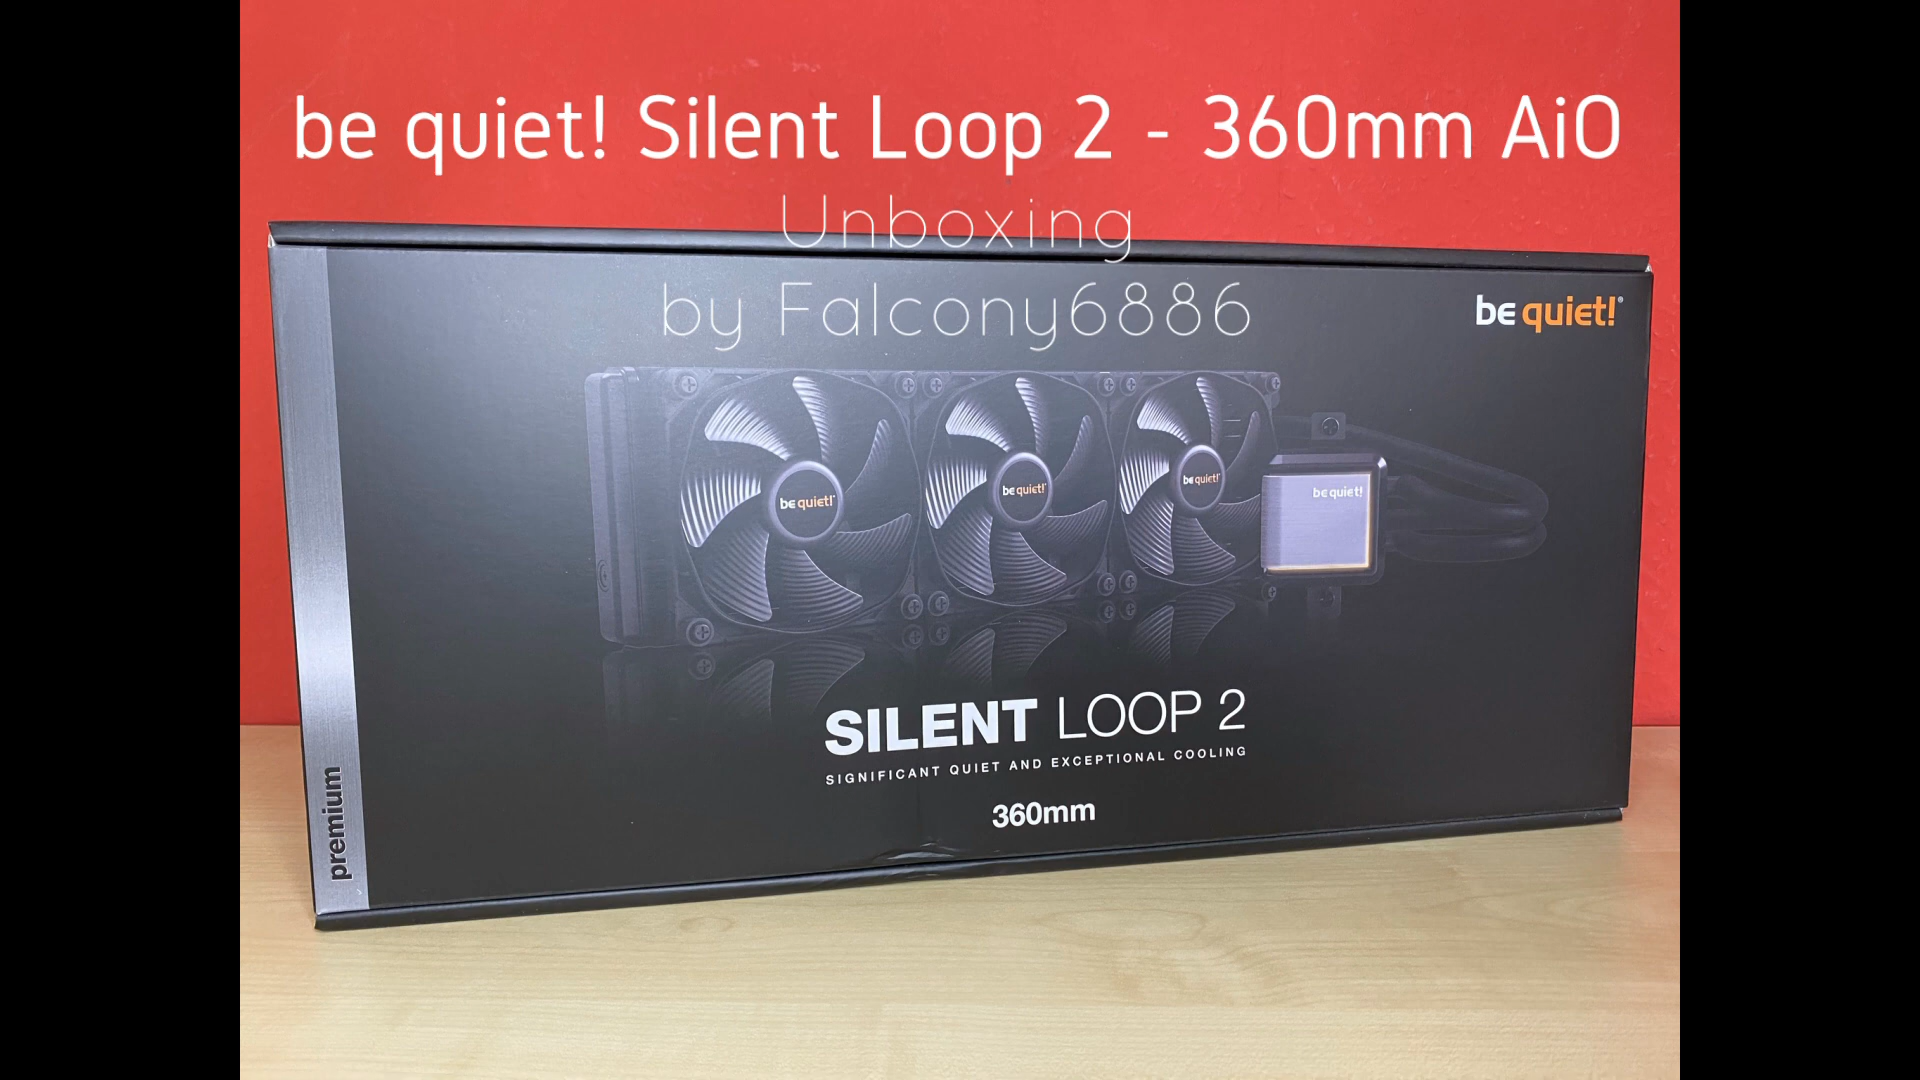 be quiet! Silent Loop 2 - 360mm AiO
Unboxing
by Falcony6886
be quiet!®
be quiet!
be quiet!
be quiet!
be quiet!
SILENT LOOP 2
SIGNIFICANT QUIET AND EXCEPTIONAL COOLING
360mm
premium